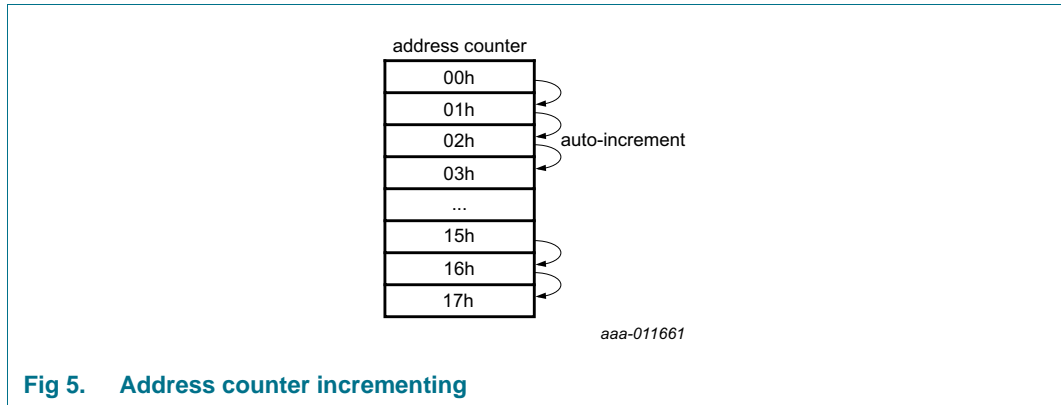 address counter
00h
01h
02h
auto-increment
03h
...
15h
16h
17h
aaa-011661
Fig 5. Address counter incrementing